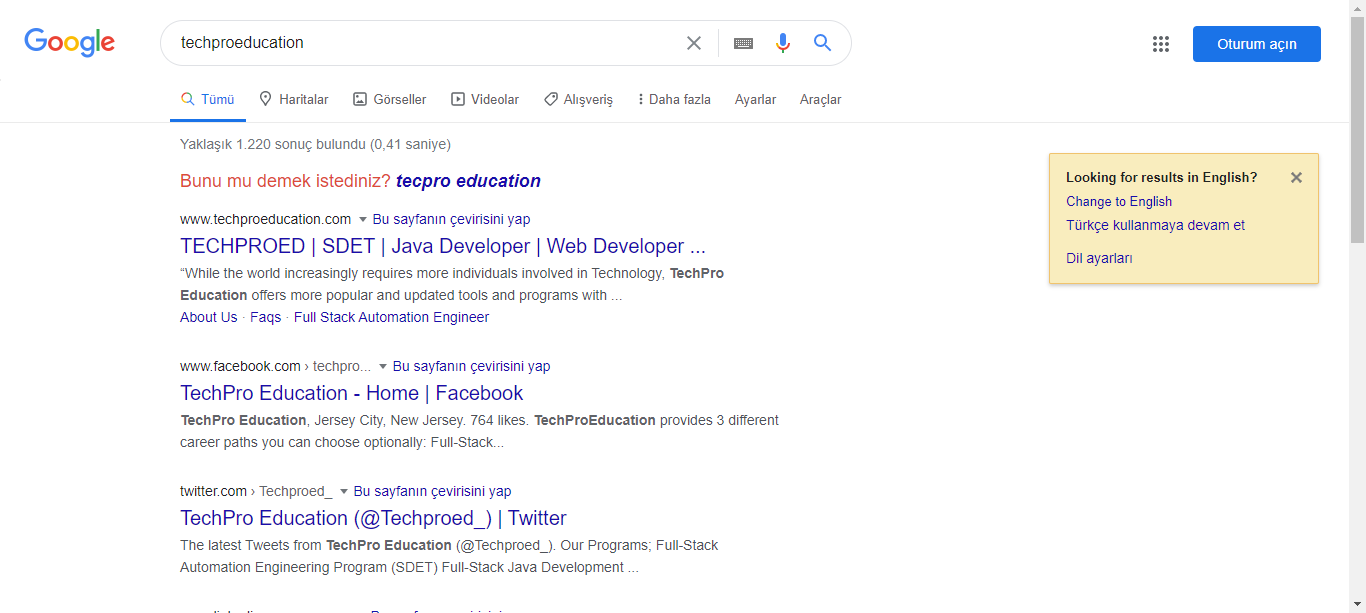 Google
techproeducation
Oturum açın
Tümü Haritalar Görseller Videolar Alışveriş Daha fazla Ayarlar Araçlar
Yaklaşık 1.220 sonuç bulundu (0,41 saniye)
Bunu mu demek istediniz? tecpro education
www.techproeducation.com Bu sayfanın çevirisini yap
TECHPROED | SDET | Java Developer | Web Developer ...
“While the world increasingly requires more individuals involved in Technology, TechPro
Education offers more popular and updated tools and programs with ...
About Us · Faqs · Full Stack Automation Engineer
www.facebook.com › techpro... Bu sayfanın çevirisini yap
TechPro Education - Home | Facebook
TechPro Education, Jersey City, New Jersey. 764 likes. TechProEducation provides 3 different
career paths you can choose optionally: Full-Stack...
twitter.com › Techproed_ Bu sayfanın çevirisini yap
TechPro Education (@Techproed_) | Twitter
The latest Tweets from TechPro Education (@Techproed_). Our Programs; Full-Stack
Automation Engineering Program (SDET) Full-Stack Java Development ...
Looking for results in English?
Change to English
Türkçe kullanmaya devam et
Dil ayarları